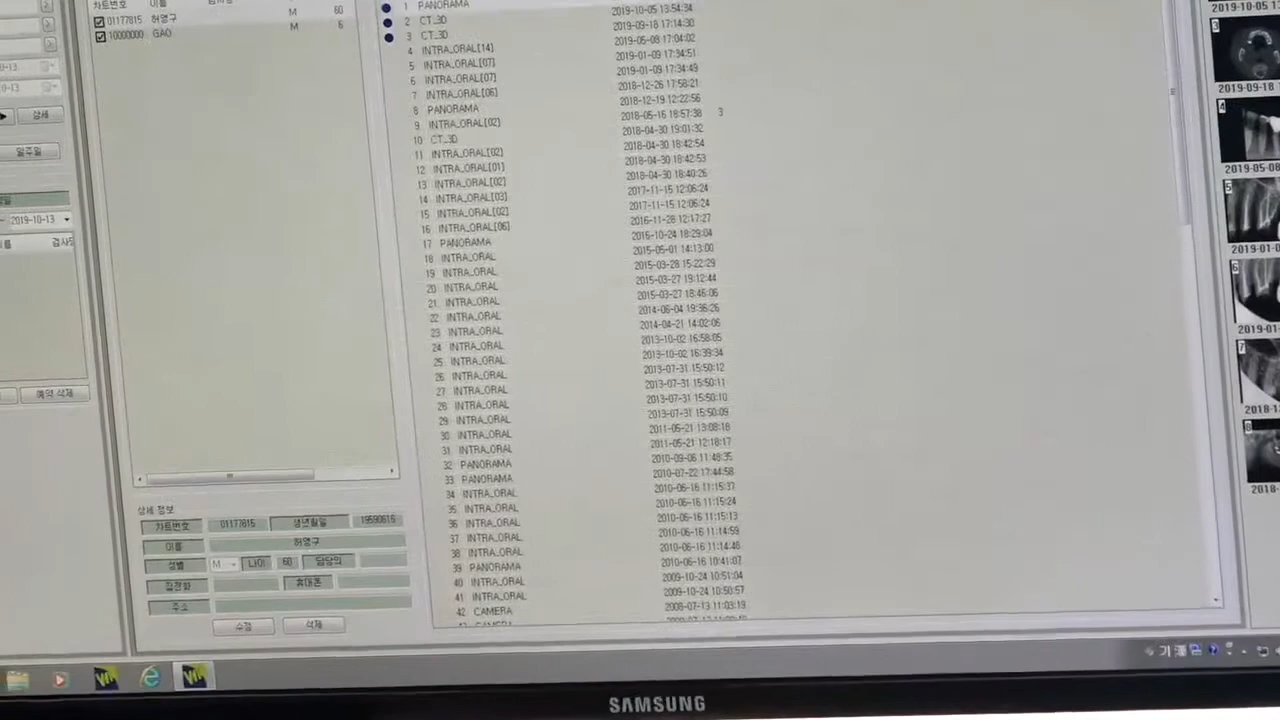 차트번호 이름
01177815 허영구 M 60
10000000 GAO M 6
상세
일주일
2019-10-13
예약 삭제
1 PANORAMA 2019-10-05 13:54:34
2 CT_3D 2019-09-18 17:14:30
3 CT_3D 2019-05-08 17:04:02
4 INTRA_ORAL[14] 2019-01-09 17:34:51
5 INTRA_ORAL[07] 2019-01-09 17:34:49
6 INTRA_ORAL[07] 2018-12-26 17:58:21
7 INTRA_ORAL[06] 2018-12-19 12:22:56
8 PANORAMA 2018-05-16 18:57:38 3
9 INTRA_ORAL[02] 2018-04-30 19:01:32
10 CT_3D 2018-04-30 18:42:54
11 INTRA_ORAL[02] 2018-04-30 18:42:53
12 INTRA_ORAL[01] 2018-04-30 18:40:26
13 INTRA_ORAL[02] 2017-11-15 12:06:24
14 INTRA_ORAL[03] 2017-11-15 12:06:24
15 INTRA_ORAL[02] 2016-11-28 12:17:27
16 INTRA_ORAL[06] 2016-10-24 18:29:04
17 PANORAMA 2015-05-01 14:13:00
18 INTRA_ORAL 2015-03-28 15:22:29
19 INTRA_ORAL 2015-03-27 19:12:44
20 INTRA_ORAL 2015-03-27 18:46:06
21 INTRA_ORAL 2014-06-04 19:36:26
22 INTRA_ORAL 2014-04-21 14:02:06
23 INTRA_ORAL 2013-10-02 16:58:05
24 INTRA_ORAL 2013-10-02 16:39:34
25 INTRA_ORAL 2013-07-31 15:50:12
26 INTRA_ORAL 2013-07-31 15:50:11
27 INTRA_ORAL 2013-07-31 15:50:10
28 INTRA_ORAL 2013-07-31 15:50:09
29 INTRA_ORAL 2011-05-21 13:08:18
30 INTRA_ORAL 2011-05-21 12:18:17
31 INTRA_ORAL 2010-09-06 11:48:35
32 PANORAMA 2010-07-22 17:44:58
33 PANORAMA 2010-06-16 11:15:37
34 INTRA_ORAL 2010-06-16 11:15:24
35 INTRA_ORAL 2010-06-16 11:15:13
36 INTRA_ORAL 2010-06-16 11:14:59
37 INTRA_ORAL 2010-06-16 11:14:46
38 INTRA_ORAL 2010-06-16 10:41:07
39 PANORAMA 2009-10-24 10:51:04
40 INTRA_ORAL 2009-10-24 10:50:57
41 INTRA_ORAL 2008-07-13 11:03:19
42 CAMERA
상세 정보
차트번호 01177815 생년월일 19590816
이름 허영구
성별 M 나이 60 담당의
집전화 휴대폰
주소
수정 삭제
3
2019-09-18
4
2019-05-08
5
6
7
8
SAMSUNG